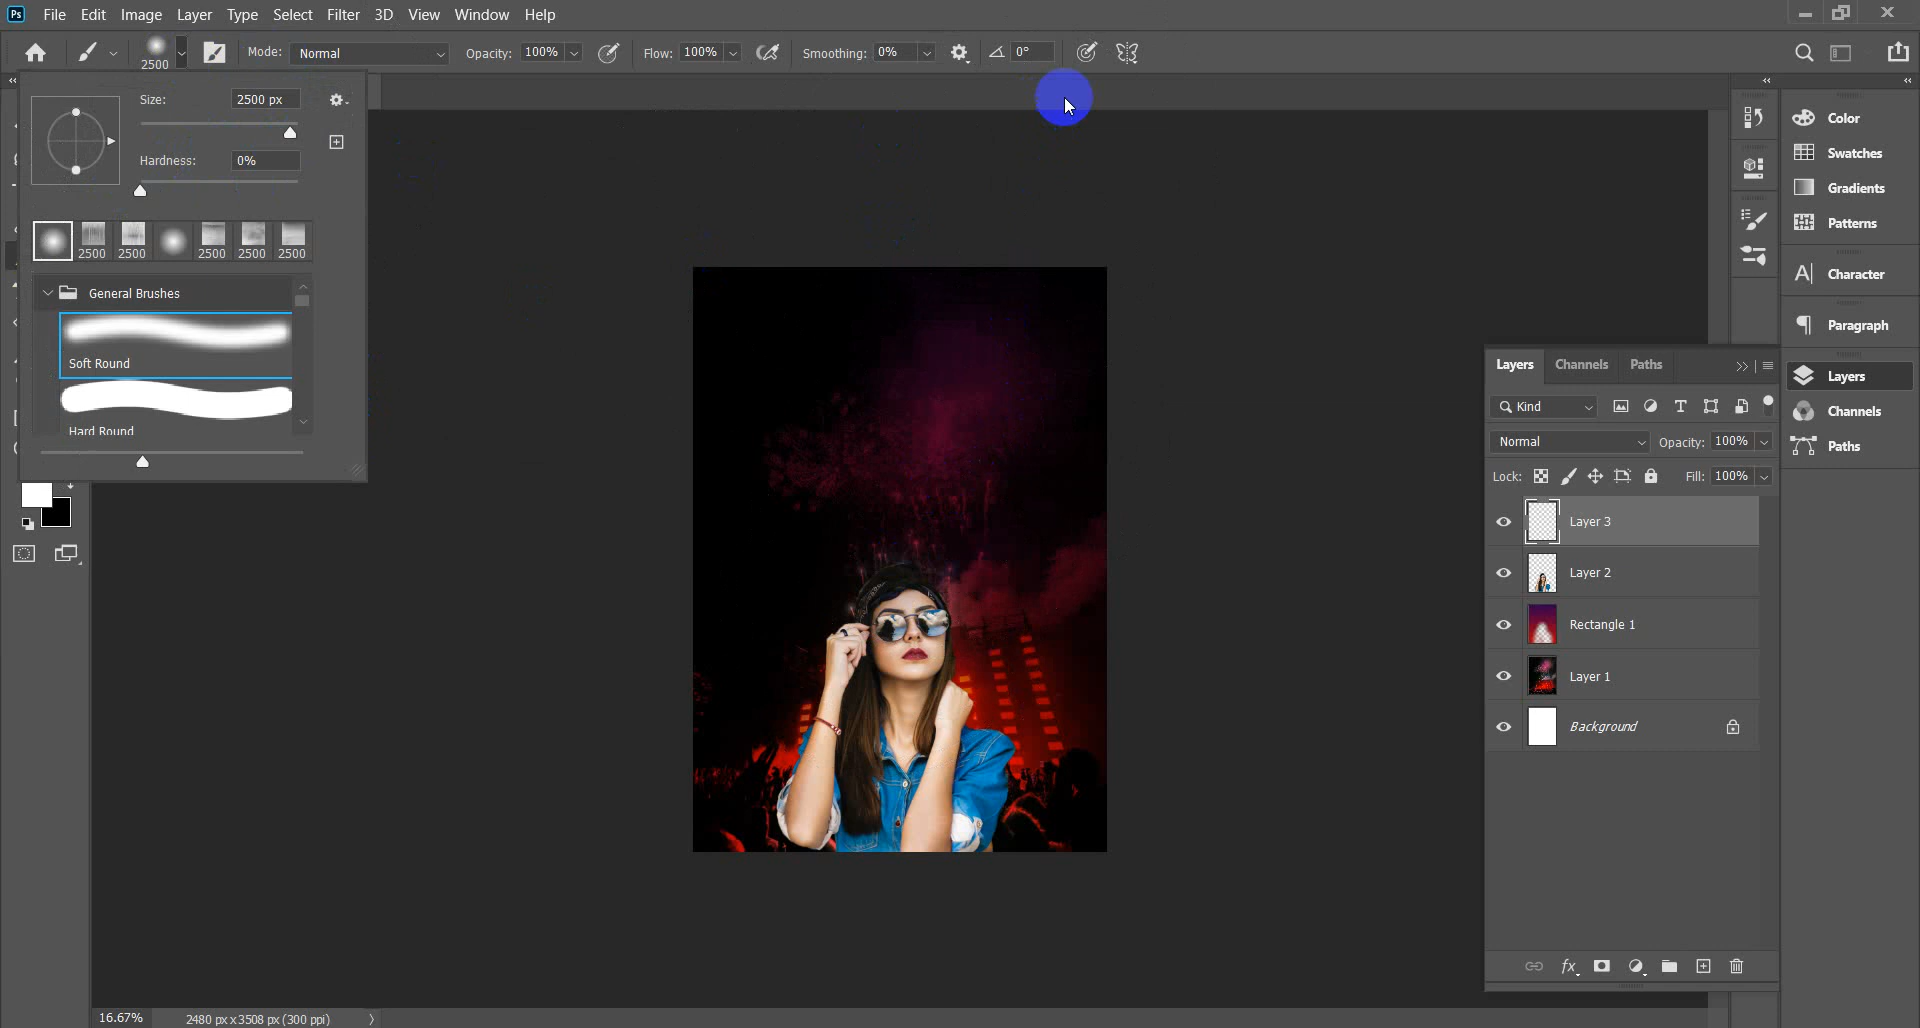 Ps File Edit Image Layer Type Select Filter 3D View Window Help
2500 Mode: Normal Opacity: 100% Flow: 100% Smoothing: 0% 0°
Size: 2500 px
Hardness: 0%
2500 2500 2500 2500 2500
General Brushes
Soft Round
Hard Round
Color
Swatches
Gradients
Patterns
Character
Paragraph
Layers
Channels
Paths
Layers Channels Paths
Kind
Normal Opacity: 100%
Lock: Fill: 100%
Layer 3
Layer 2
Rectangle 1
Layer 1
Background
fx
16.67% 2480 px x 3508 px (300 ppi)